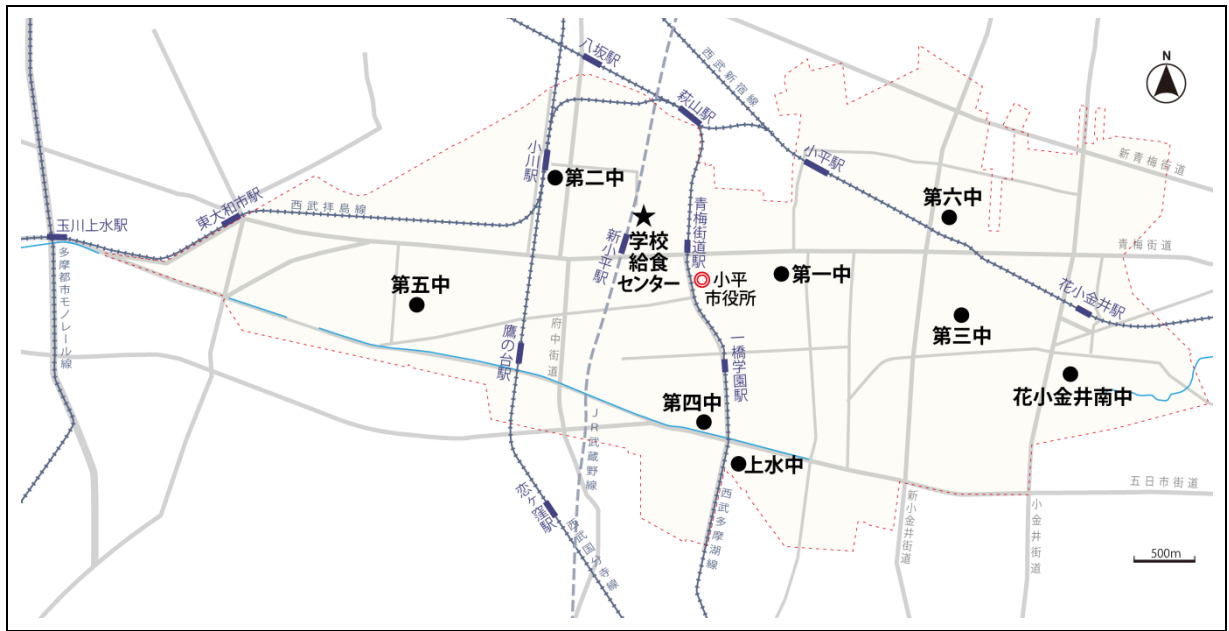 八坂駅
西武新宿線
N
萩山駅
小平駅
新青梅街道
小川駅
第二中
東大和市駅
西武拝島線
玉川上水駅
多摩都市モノレール線
青梅街道駅
第六中
★
学校
給食
センター
新小平駅
青梅街道
小平
市役所
第一中
第五中
花小金井駅
第三中
府中街道
鷹の台駅
一橋学園駅
花小金井南中
第四中
JR武蔵野線
上水中
恋ヶ窪駅
西武国分寺線
西武多摩湖線
新小金井街道
五日市街道
小金井街道
500m